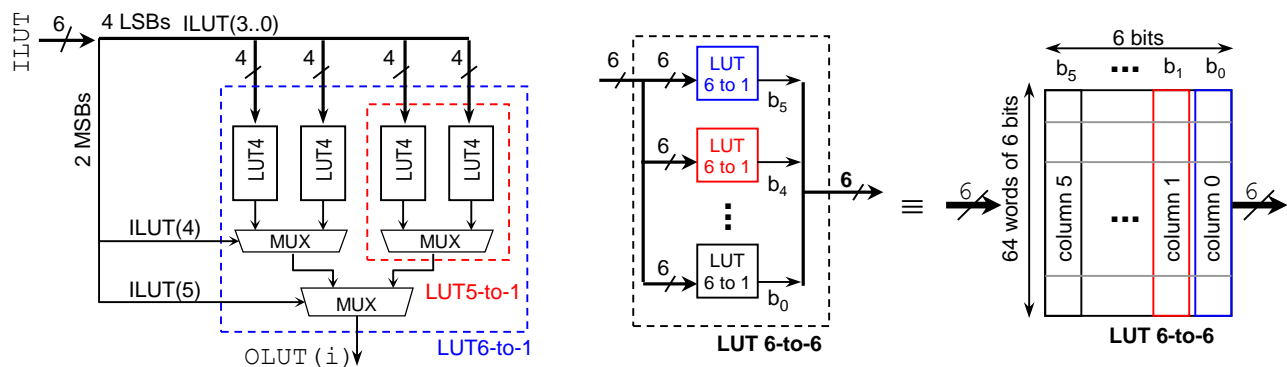 ILUT
6
4 LSBs
ILUT(3..0)
2 MSBs
4
4
4
4
LUT4
LUT4
LUT4
LUT4
ILUT(4)
MUX
MUX
ILUT(5)
MUX
LUT5-to-1
LUT6-to-1
OLUT(i)
6
6
LUT
6 to 1
b5
6
LUT
6 to 1
b4
6
6
LUT
6 to 1
b0
LUT 6-to-6
≡
6 bits
b5
b1
b0
64 words of 6 bits
6
column 5
column 1
column 0
6
LUT 6-to-6